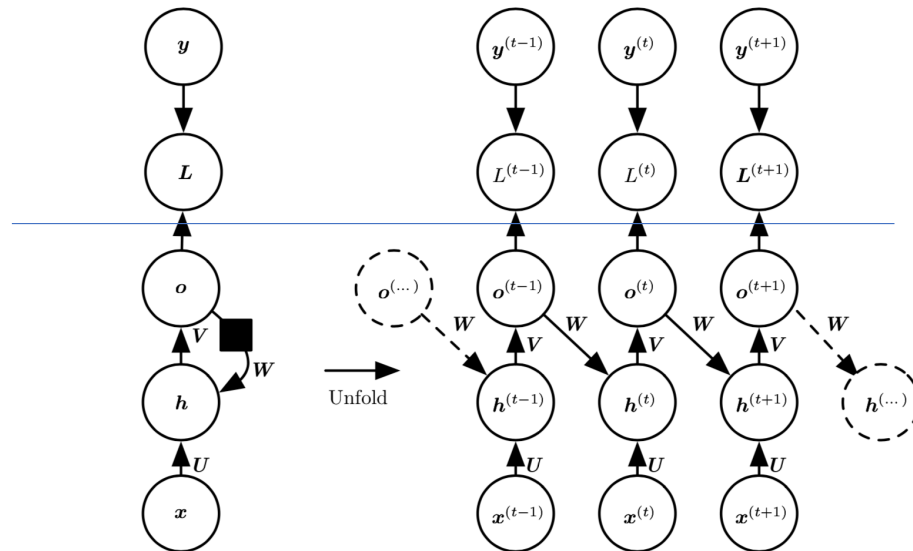 y y^{(t-1)} y^{(t)} y^{(t+1)}
L L^{(t-1)} L^{(t)} L^{(t+1)}
o o^{(...)} o^{(t-1)} o^{(t)} o^{(t+1)}
V W V W V W V W
W
h Unfold h^{(t-1)} h^{(t)} h^{(t+1)} h^{(...)}
U U U U
x x^{(t-1)} x^{(t)} x^{(t+1)}